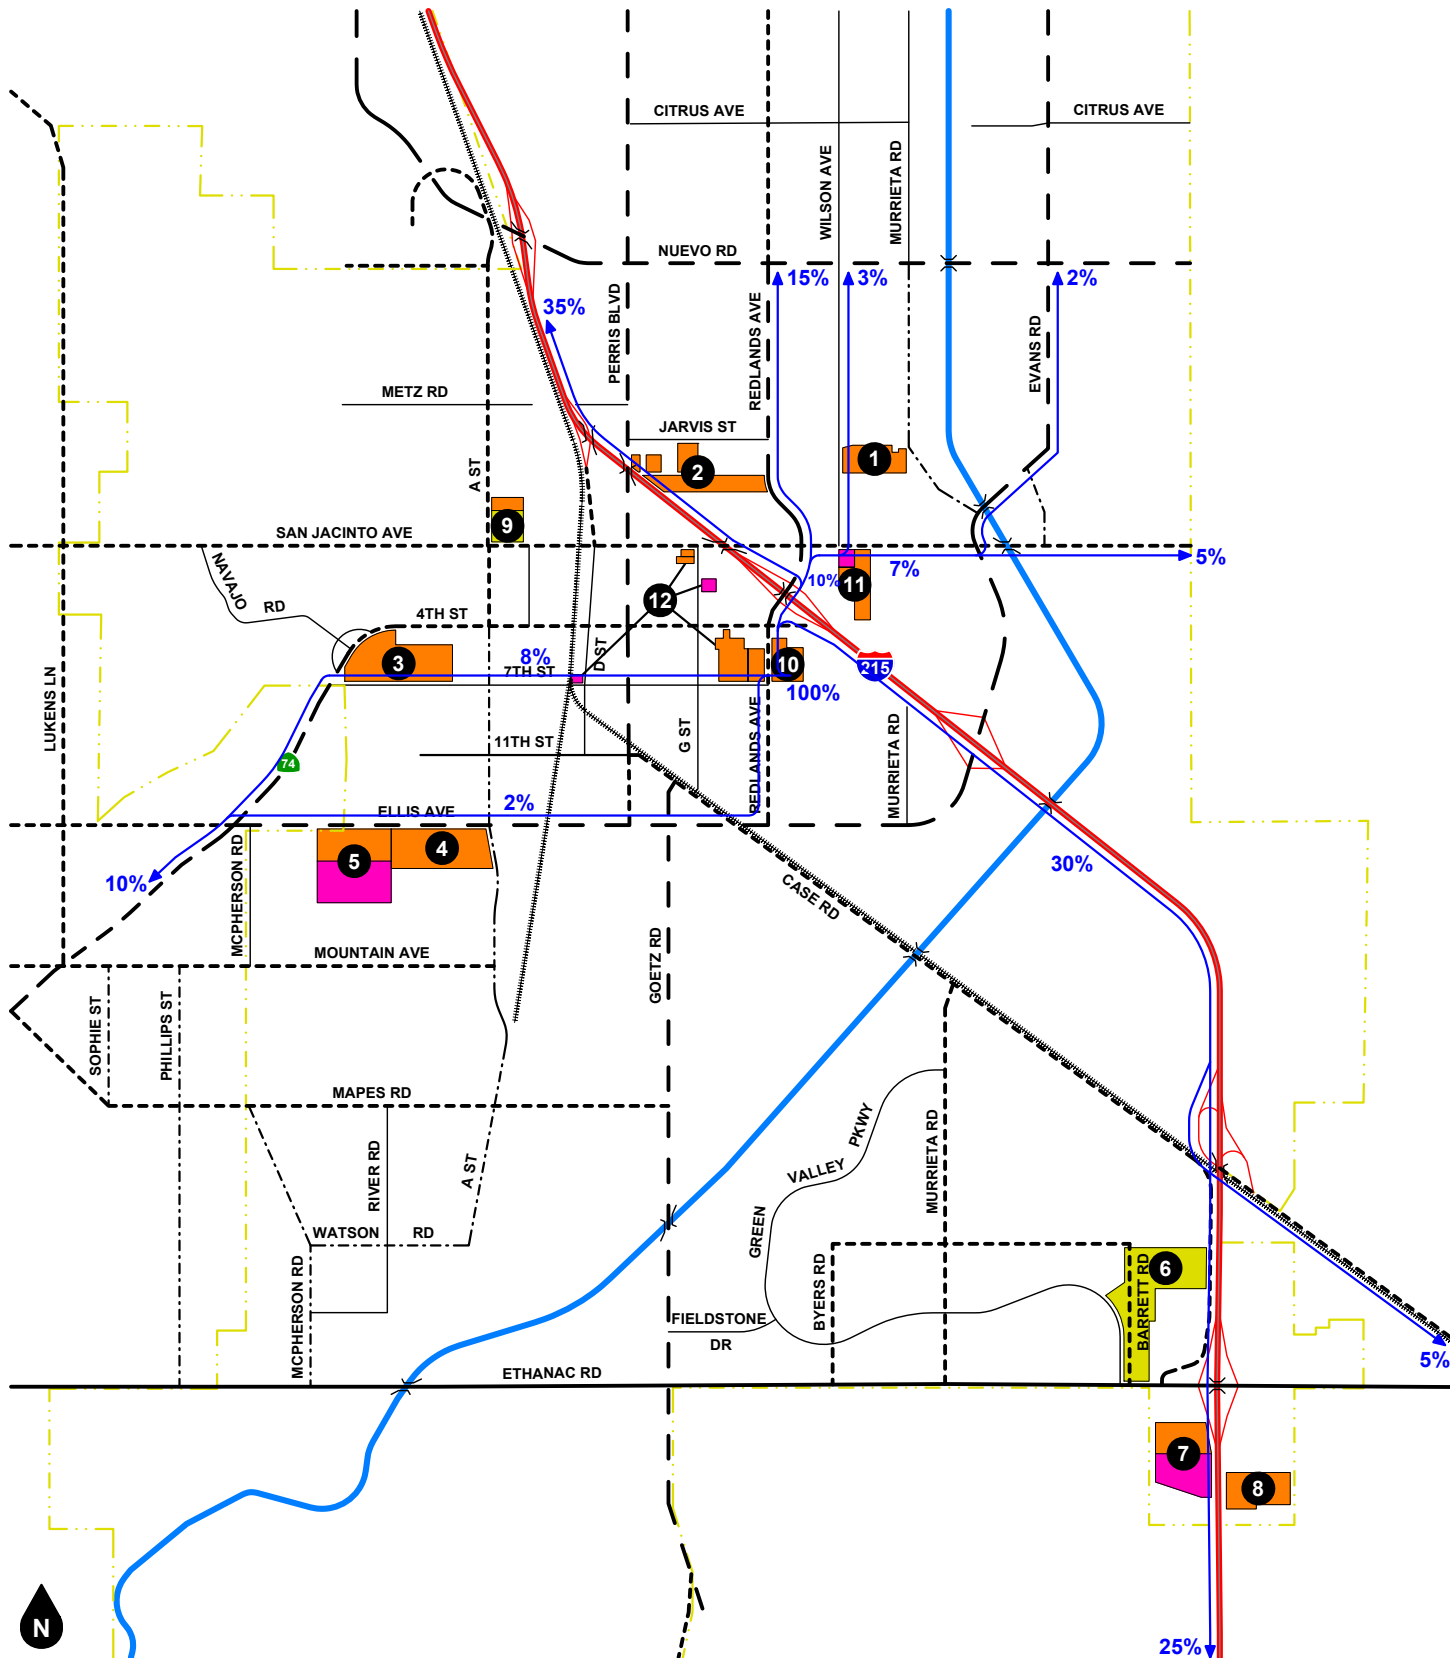 CITRUS AVE
CITRUS AVE
WILSON AVE
MURRIETA RD
NUEVO RD
15%
3%
2%
35%
PERRIS BLVD
REDLANDS AVE
EVANS RD
METZ RD
JARVIS ST
A ST
1
2
9
SAN JACINTO AVE
5%
7%
10%
11
NAVAJO
RD
12
4TH ST
D ST
8%
3
7TH ST
10
215
100%
LUKENS LN
11TH ST
G ST
REDLANDS AVE
MURRIETA RD
74
2%
ELLIS AVE
5
4
10%
MCPHERSON RD
CASE RD
30%
MOUNTAIN AVE
GOETZ RD
SOPHIE ST
PHILLIPS ST
MAPES RD
RIVER RD
A ST
GREEN
VALLEY
PKWY
MURRIETA RD
WATSON
RD
MCPHERSON RD
BYERS RD
6
BARRETT RD
FIELDSTONE
DR
5%
ETHANAC RD
7
8
N
25%